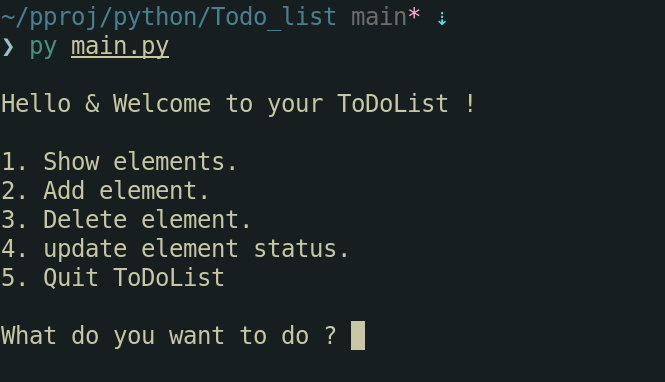 ~/pproj/python/Todo_list main* ⇣
❯ py main.py
Hello & Welcome to your ToDoList !
1. Show elements.
2. Add element.
3. Delete element.
4. update element status.
5. Quit ToDoList
What do you want to do ?